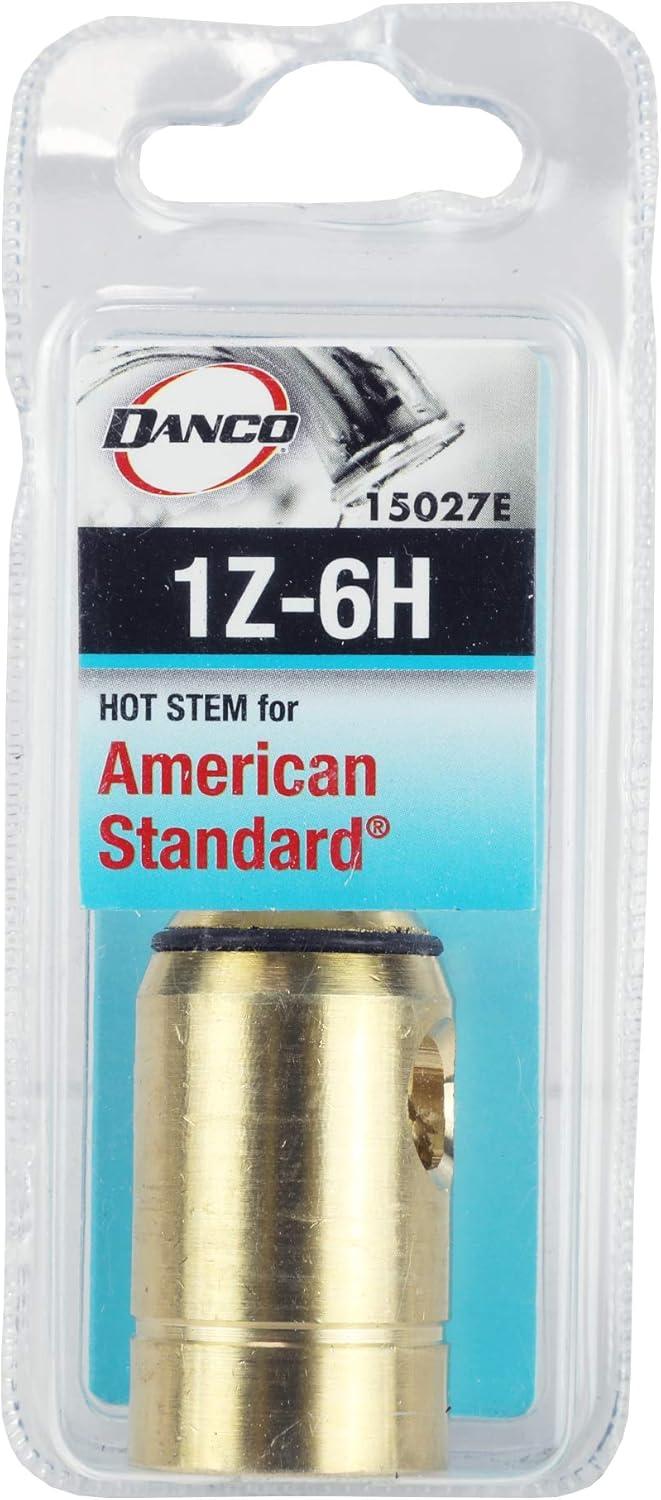 DANCO®
15027E
1Z-6H
HOT STEM for
American
Standard®